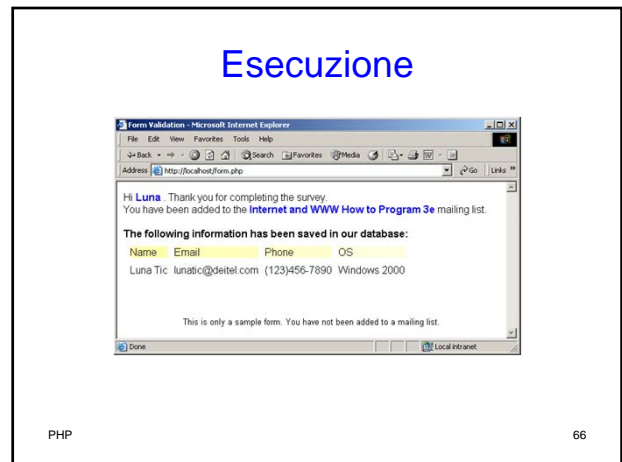 Esecuzione
Form Validation - Microsoft Internet Explorer
File Edit View Favorites Tools Help
Back Search Favorites Media
Address http://localhost/form.php Go Links »
Hi Luna . Thank you for completing the survey.
You have been added to the Internet and WWW How to Program 3e mailing list.
The following information has been saved in our database:
Name Email Phone OS
Luna Tic lunatic@deitel.com (123)456-7890 Windows 2000
This is only a sample form. You have not been added to a mailing list.
Done Local intranet
PHP 66